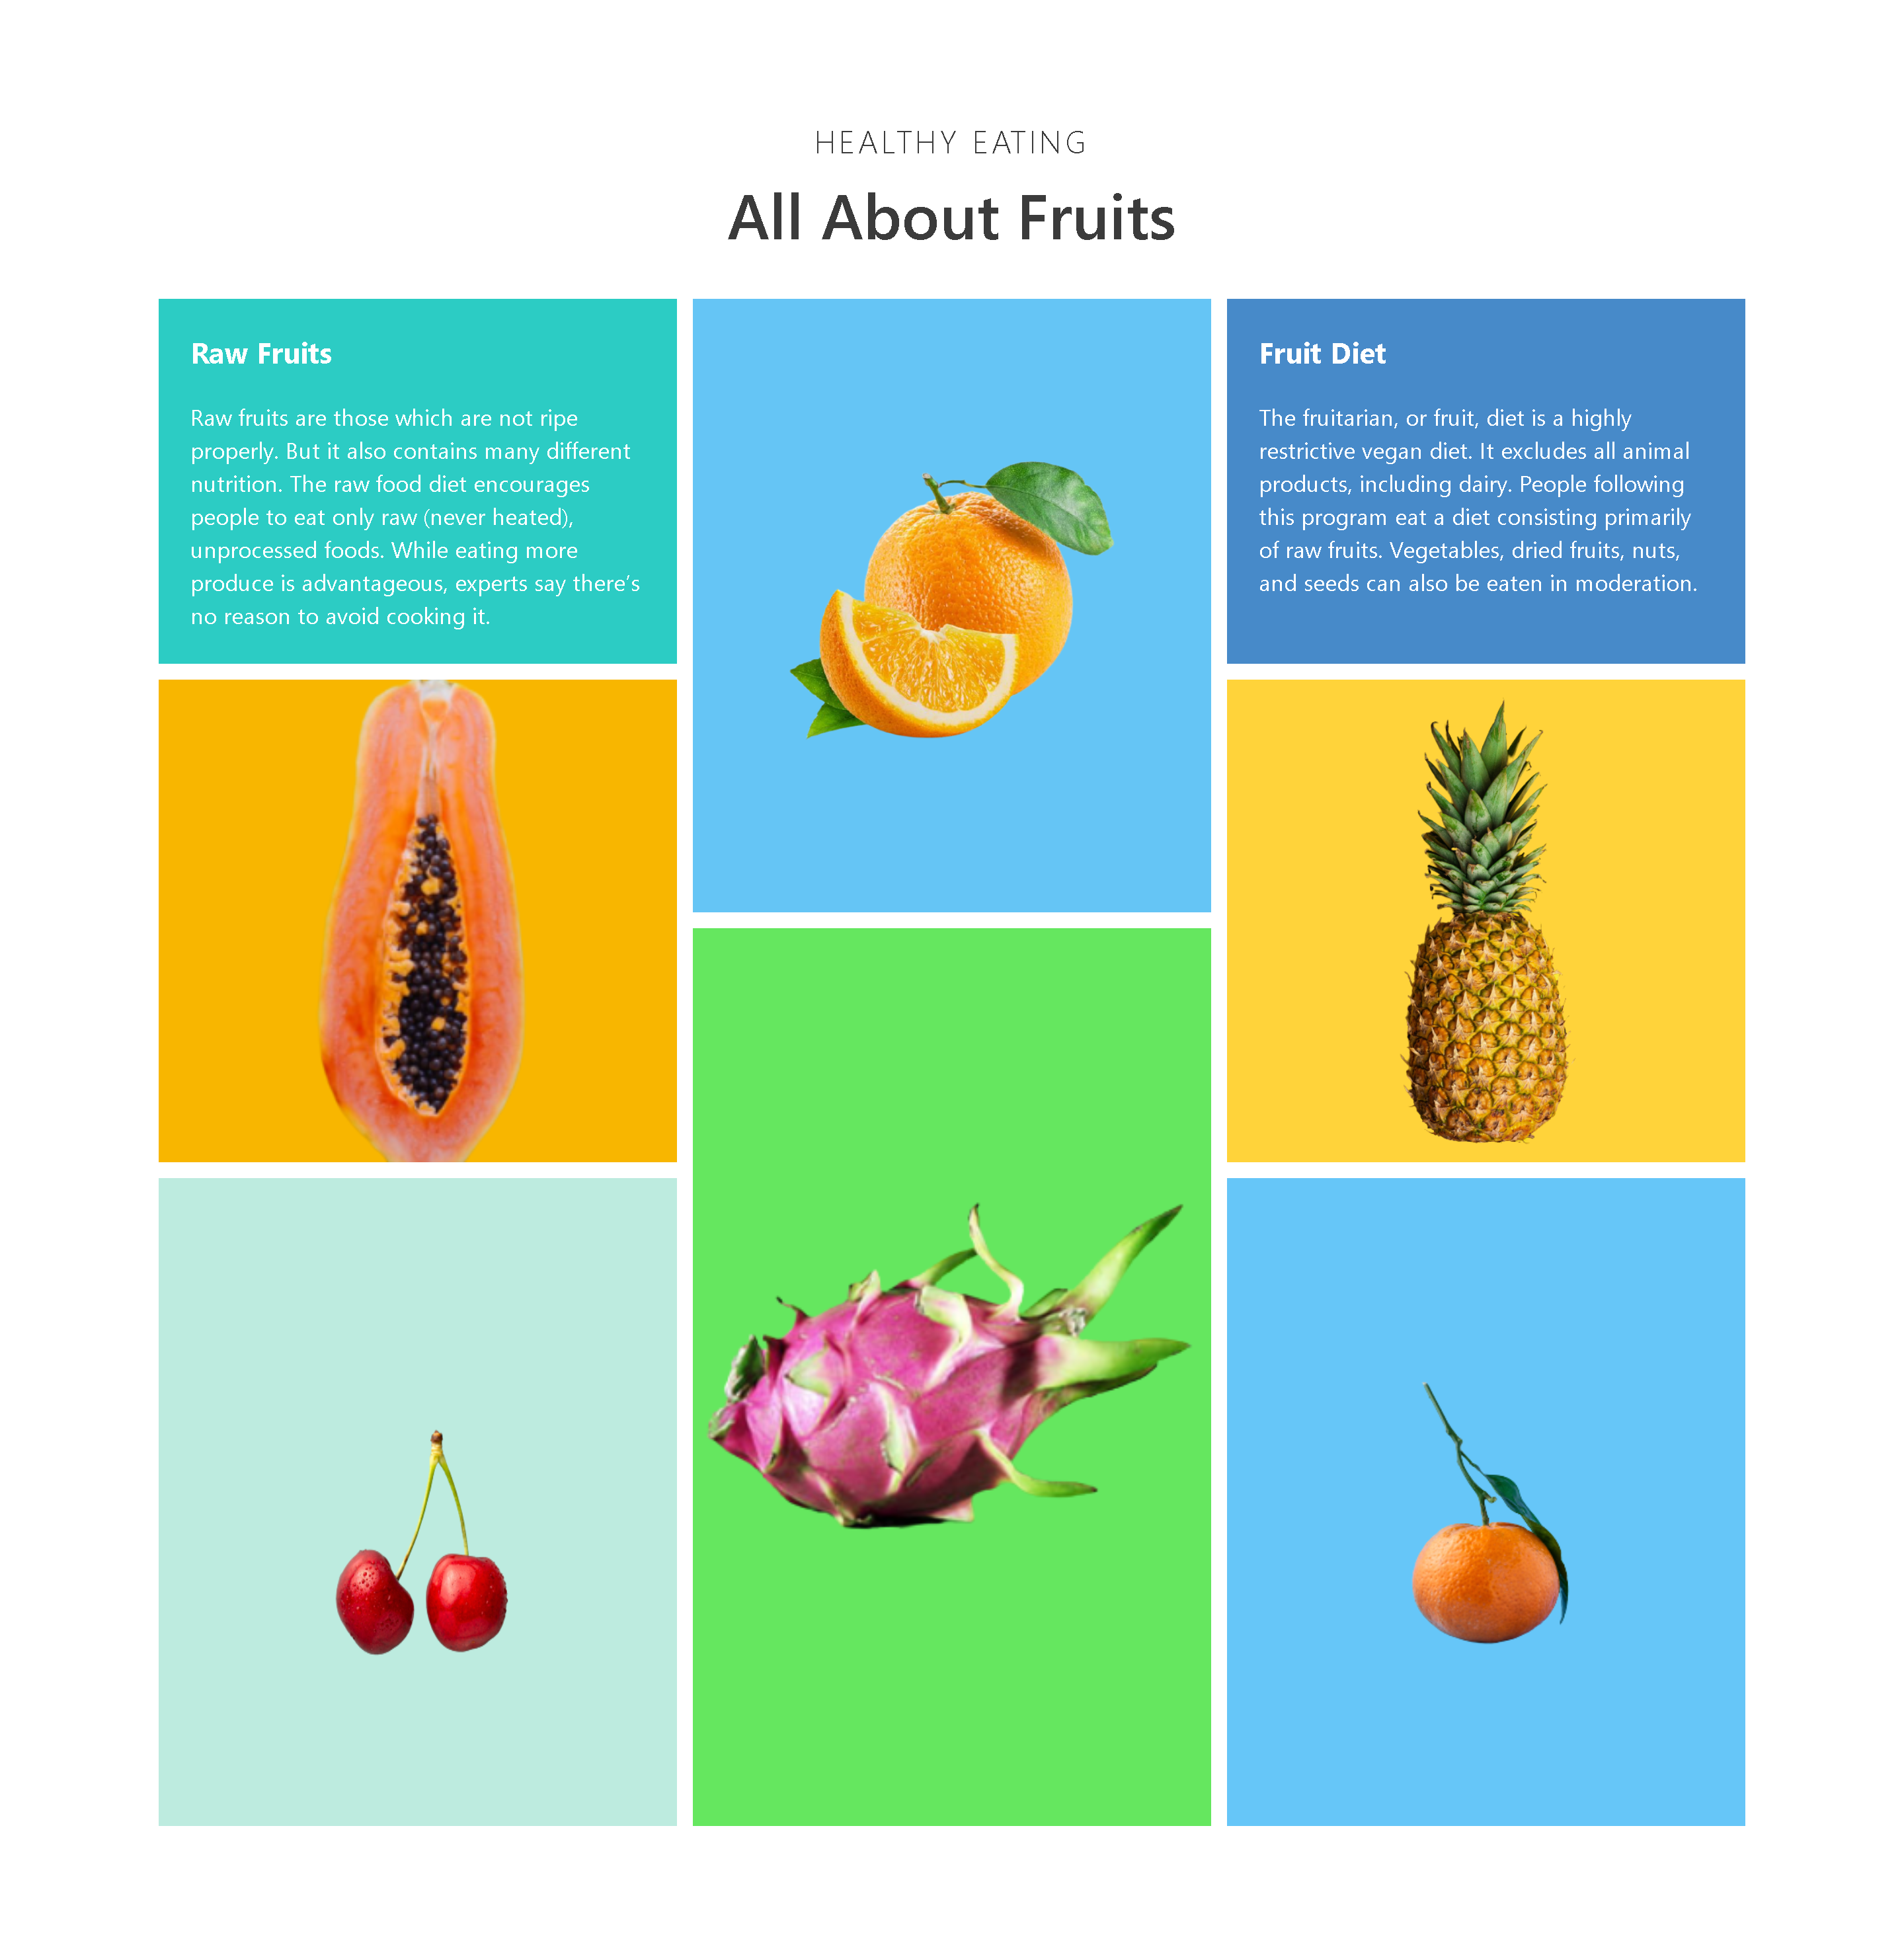 HEALTHY EATING
All About Fruits
Raw Fruits
Raw fruits are those which are not ripe
properly. But it also contains many different
nutrition. The raw food diet encourages
people to eat only raw (never heated),
unprocessed foods. While eating more
produce is advantageous, experts say there’s
no reason to avoid cooking it.
Fruit Diet
The fruitarian, or fruit, diet is a highly
restrictive vegan diet. It excludes all animal
products, including dairy. People following
this program eat a diet consisting primarily
of raw fruits. Vegetables, dried fruits, nuts,
and seeds can also be eaten in moderation.